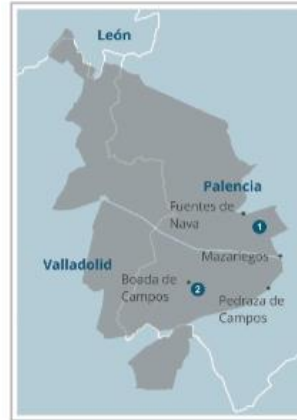 León
Palencia
Fuentes de
Nava
1
Mazariegos
Valladolid
Boada de
Campos
2
Pedraza de
Campos